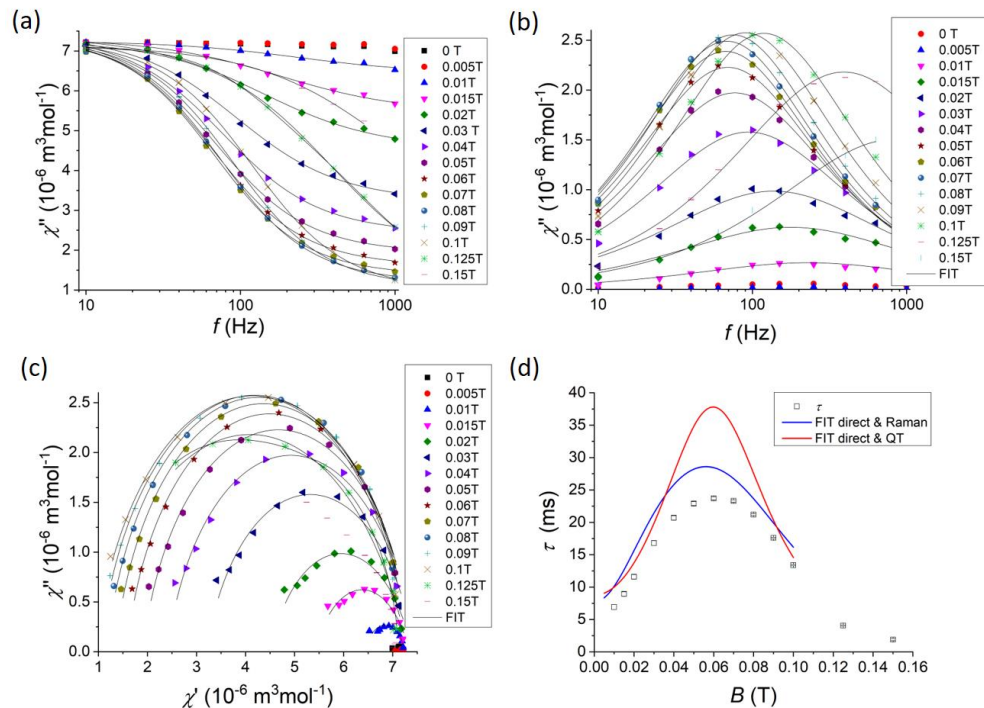 (a)
χ'' (10⁻⁶ m³mol⁻¹)
7
6
5
4
3
2
1
10 100 1000
f (Hz)
0 T
0.005T
0.01T
0.015T
0.02T
0.03 T
0.04T
0.05T
0.06T
0.07T
0.08T
0.09T
0.1T
0.125T
0.15T
(b)
χ'' (10⁻⁶ m³mol⁻¹)
2.5
2.0
1.5
1.0
0.5
0.0
10 100 1000
f (Hz)
0 T
0.005T
0.01T
0.015T
0.02T
0.03T
0.04T
0.05T
0.06T
0.07T
0.08T
0.09T
0.1T
0.125T
0.15T
FIT
(c)
χ'' (10⁻⁶ m³mol⁻¹)
2.5
2.0
1.5
1.0
0.5
0.0
1 2 3 4 5 6 7
χ' (10⁻⁶ m³mol⁻¹)
0 T
0.005T
0.01T
0.015T
0.02T
0.03T
0.04T
0.05T
0.06T
0.07T
0.08T
0.09T
0.1T
0.125T
0.15T
FIT
(d)
τ (ms)
40
35
30
25
20
15
10
5
0
0.00 0.02 0.04 0.06 0.08 0.10 0.12 0.14 0.16
B (T)
τ
FIT direct & Raman
FIT direct & QT